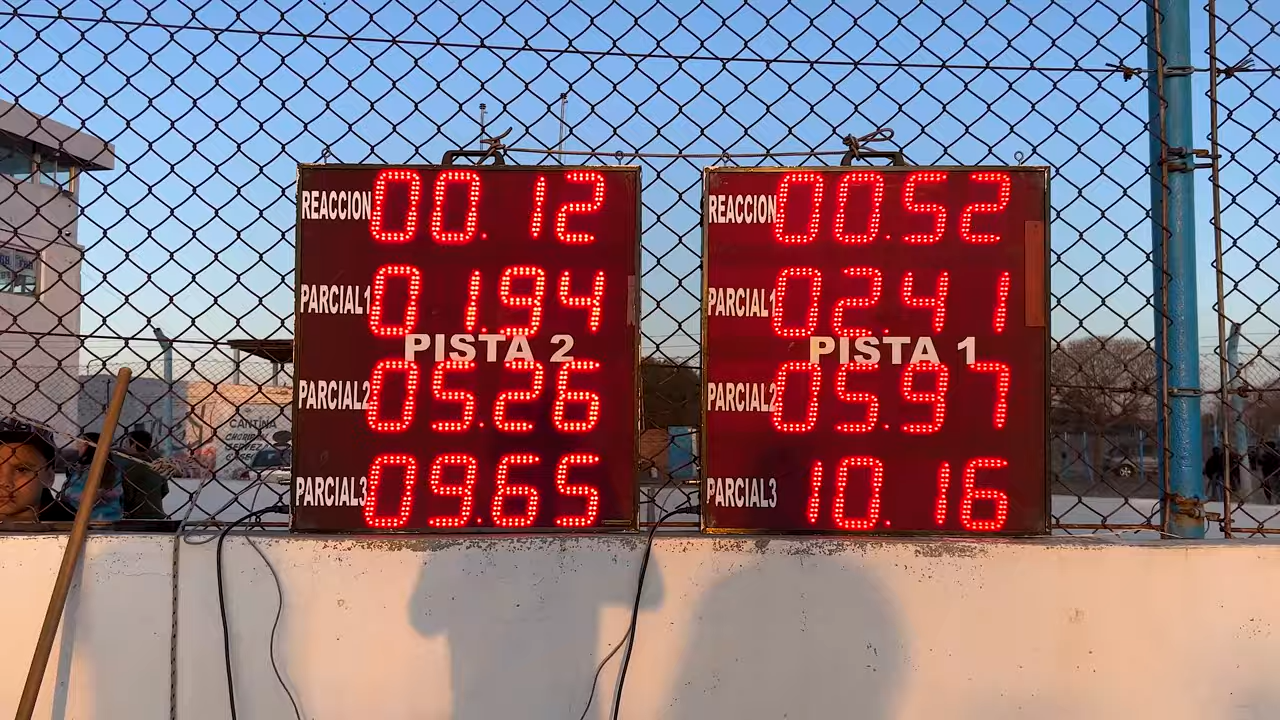 REACCION 00.12
PARCIAL1 01.94
PISTA 2
PARCIAL2 05.26
PARCIAL3 09.65
REACCION 00.52
PARCIAL1 02.41
PISTA 1
PARCIAL2 05.97
PARCIAL3 10.16
CANTINA